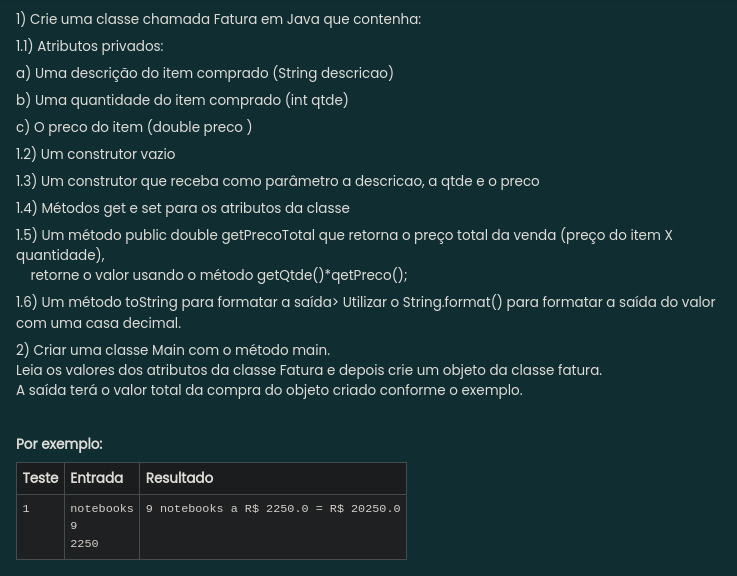 1) Crie uma classe chamada Fatura em Java que contenha:
1.1) Atributos privados:
a) Uma descrição do item comprado (String descricao)
b) Uma quantidade do item comprado (int qtde)
c) O preco do item (double preco )
1.2) Um construtor vazio
1.3) Um construtor que receba como parâmetro a descricao, a qtde e o preco
1.4) Métodos get e set para os atributos da classe
1.5) Um método public double getPrecoTotal que retorna o preço total da venda (preço do item X
quantidade),
retorne o valor usando o método getQtde()*qetPreco();
1.6) Um método toString para formatar a saída> Utilizar o String.format() para formatar a saída do valor
com uma casa decimal.
2) Criar uma classe Main com o método main.
Leia os valores dos atributos da classe Fatura e depois crie um objeto da classe fatura.
A saída terá o valor total da compra do objeto criado conforme o exemplo.
Por exemplo:
Teste Entrada Resultado
1 notebooks 9 notebooks a R$ 2250.0 = R$ 20250.0
9
2250